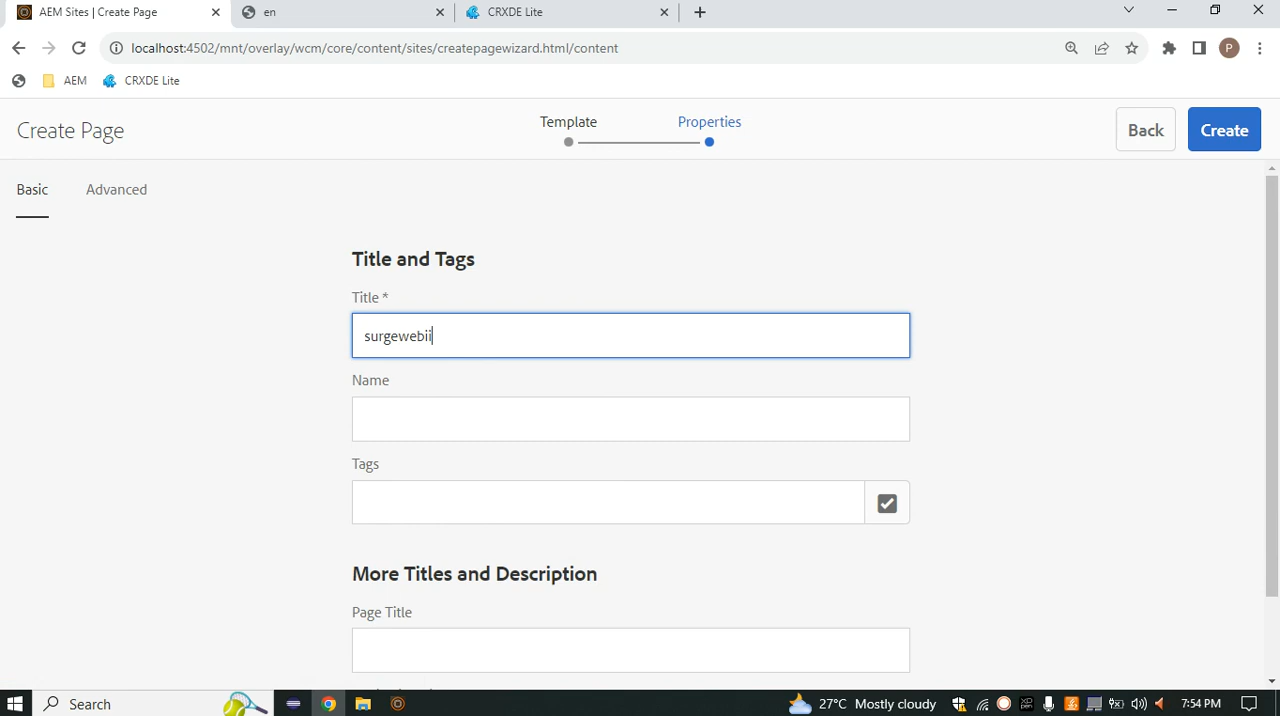 AEM Sites | Create Page
en
CRXDE Lite
localhost:4502/mnt/overlay/wcm/core/content/sites/createpagewizard.html/content
P
AEM
CRXDE Lite
Create Page
Template
Properties
Back
Create
Basic
Advanced
Title and Tags
Title *
surgewebii
Name
Tags
More Titles and Description
Page Title
Search
27°C Mostly cloudy
7:54 PM